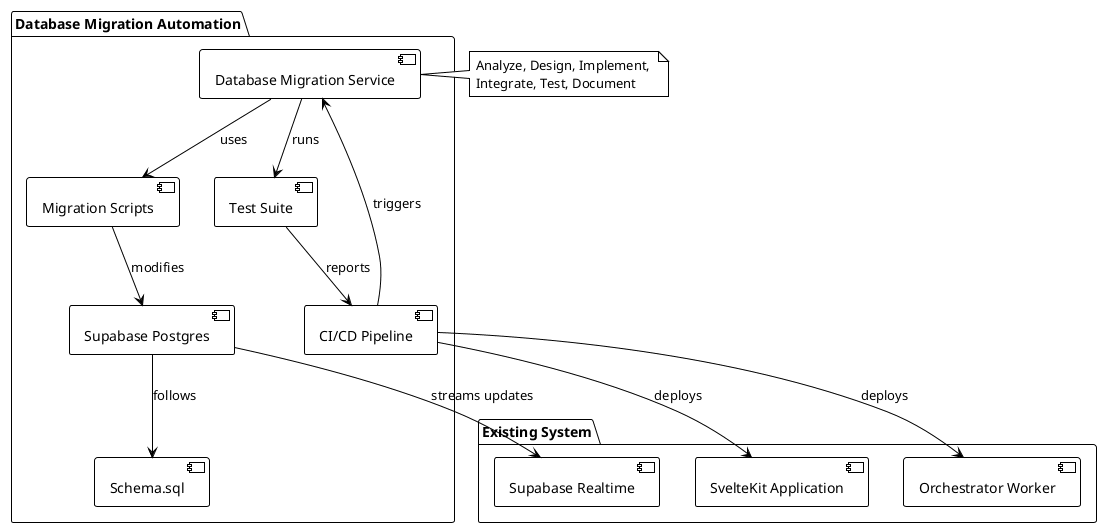 Database Migration Automation
Database Migration Service
Analyze, Design, Implement,
Integrate, Test, Document
uses
runs
triggers
Migration Scripts
Test Suite
modifies
reports
Supabase Postgres
CI/CD Pipeline
follows
streams updates
deploys
deploys
Existing System
Schema.sql
Supabase Realtime
SvelteKit Application
Orchestrator Worker